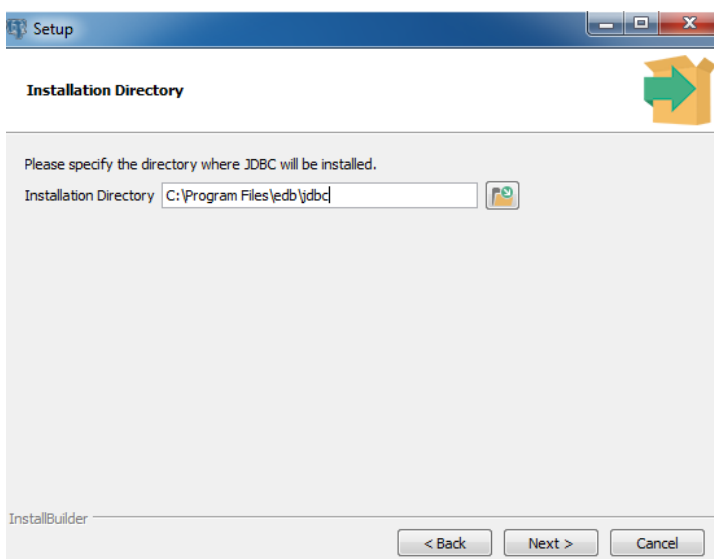 Setup
Installation Directory
Please specify the directory where JDBC will be installed.
Installation Directory C:\Program Files\edb\jdbc
InstallBuilder
< Back Next > Cancel